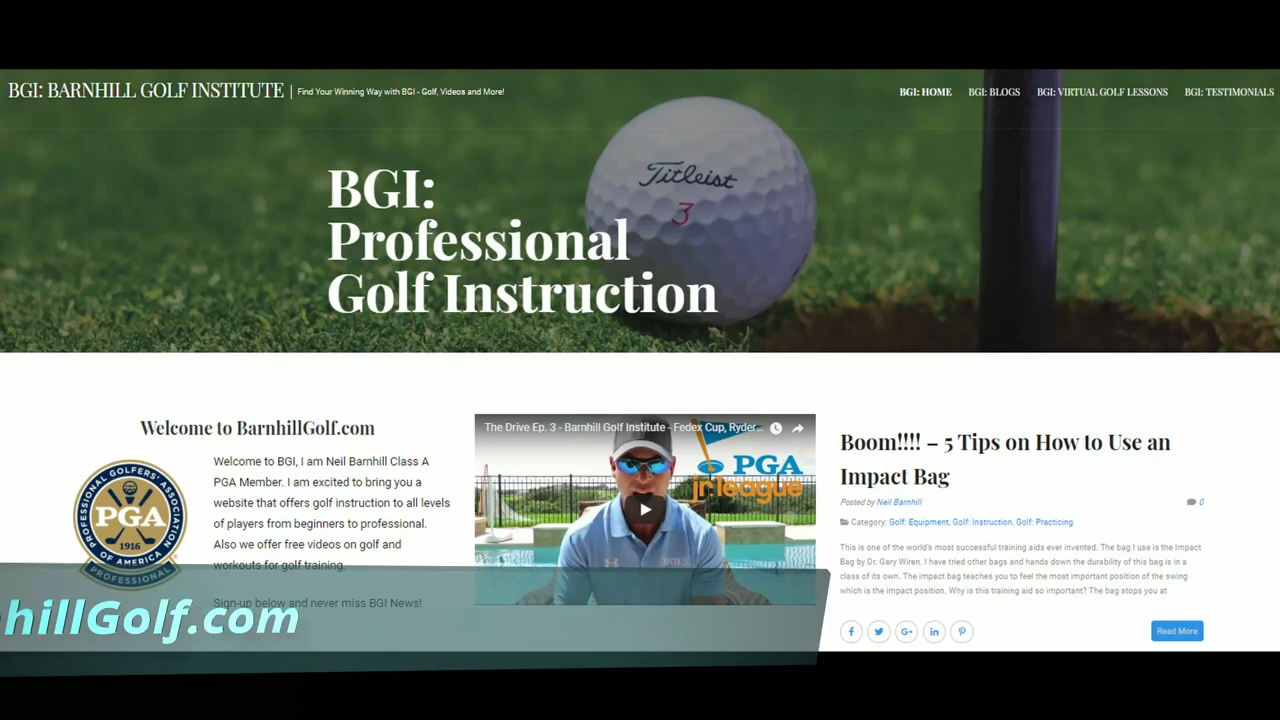 BGI: BARNHILL GOLF INSTITUTE
Find Your Winning Way with BGI - Golf, Videos and More!
BGI: HOME
BGI: BLOGS
BGI: VIRTUAL GOLF LESSONS
BGI: TESTIMONIALS
Titleist
3
BGI:
Professional
Golf Instruction
Welcome to BarnhillGolf.com
PROFESSIONAL GOLFERS' ASSOCIATION
PGA
1916
OF AMERICA
PROFESSIONAL
Welcome to BGI, I am Neil Barnhill Class A
PGA Member. I am excited to bring you a
website that offers golf instruction to all levels
of players from beginners to professional.
Also we offer free videos on golf and
workouts for golf training.
Sign-up below and never miss BGI News!
The Drive Ep. 3 - Barnhill Golf Institute - Fedex Cup, Ryder...
PGA
jr league
BGI
Boom!!!! – 5 Tips on How to Use an
Impact Bag
Posted by Neil Barnhill
0
Category: Golf: Equipment, Golf: Instruction, Golf: Practicing
This is one of the world's most successful training aids ever invented. The bag I use is the Impact
Bag by Dr. Gary Wiren. I have tried other bags and hands down the durability of this bag is in a
class of its own. The impact bag teaches you to feel the most important position of the swing
which is the impact position. Why is this training aid so important? The bag stops you at
Read More
hillGolf.com